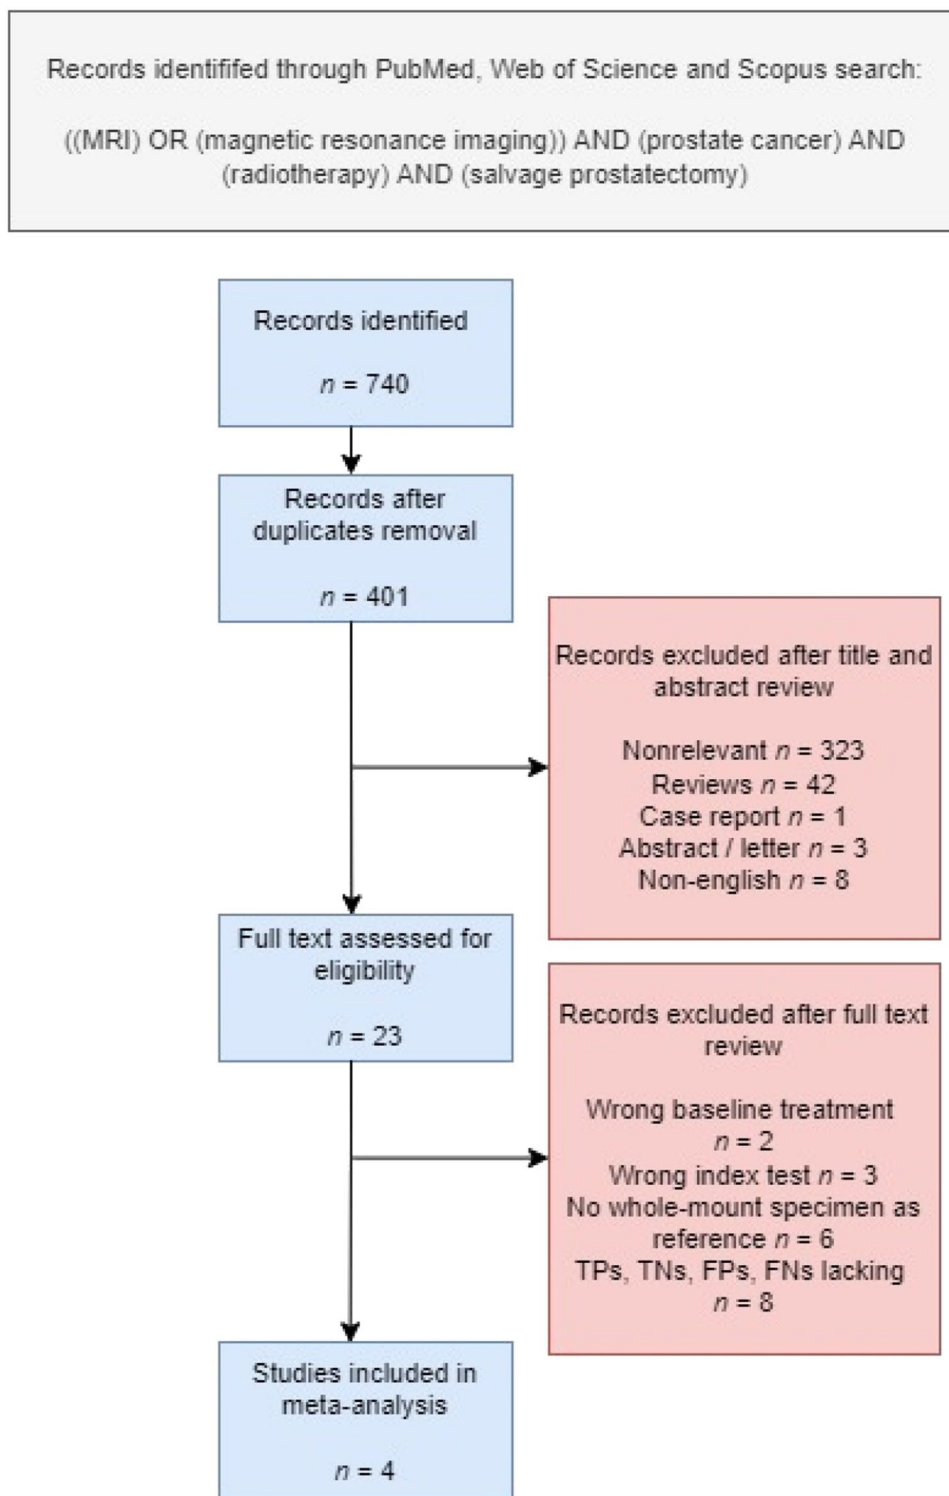 Records identififed through PubMed, Web of Science and Scopus search:
((MRI) OR (magnetic resonance imaging)) AND (prostate cancer) AND
(radiotherapy) AND (salvage prostatectomy)
Records identified
n = 740
Records after
duplicates removal
n = 401
Records excluded after title and
abstract review
Nonrelevant n = 323
Reviews n = 42
Case report n = 1
Abstract / letter n = 3
Non-english n = 8
Full text assessed for
eligibility
n = 23
Records excluded after full text
review
Wrong baseline treatment
n = 2
Wrong index test n = 3
No whole-mount specimen as
reference n = 6
TPs, TNs, FPs, FNs lacking
n = 8
Studies included in
meta-analysis
n = 4